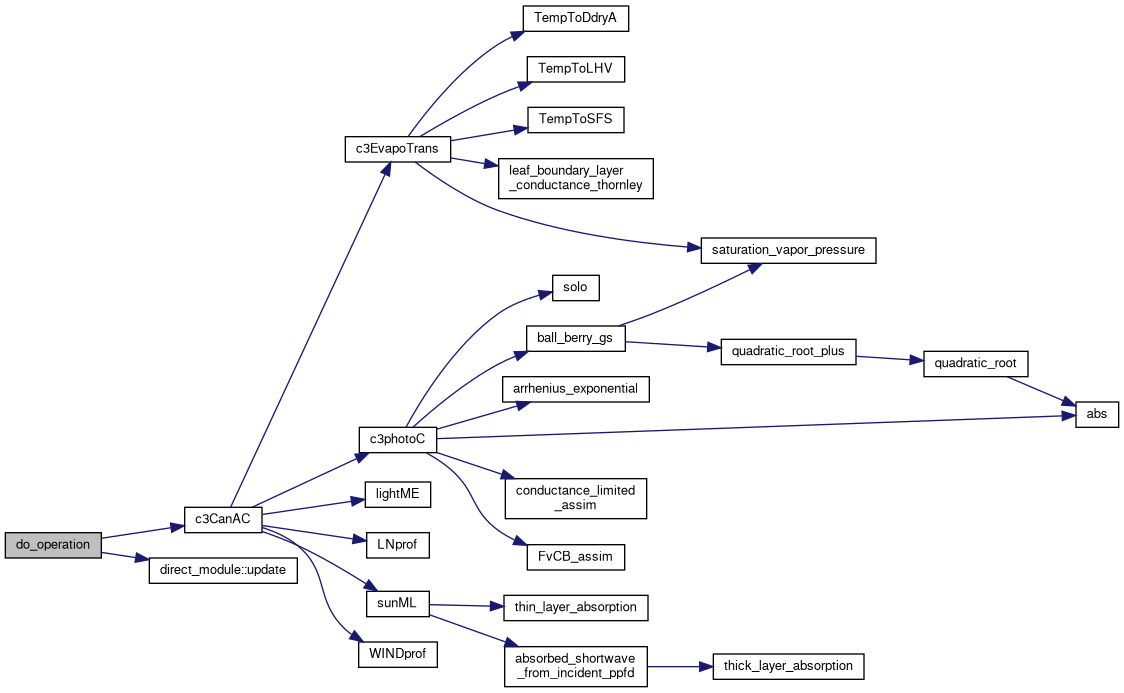 TempToDdryA
TempToLHV
TempToSFS
c3EvapoTrans
leaf_boundary_layer
_conductance_thornley
saturation_vapor_pressure
solo
ball_berry_gs
quadratic_root_plus
quadratic_root
arrhenius_exponential
abs
c3photoC
conductance_limited
_assim
lightME
c3CanAC
do_operation
LNprof
FvCB_assim
direct_module::update
sunML
thin_layer_absorption
WINDprof
absorbed_shortwave
_from_incident_ppfd
thick_layer_absorption